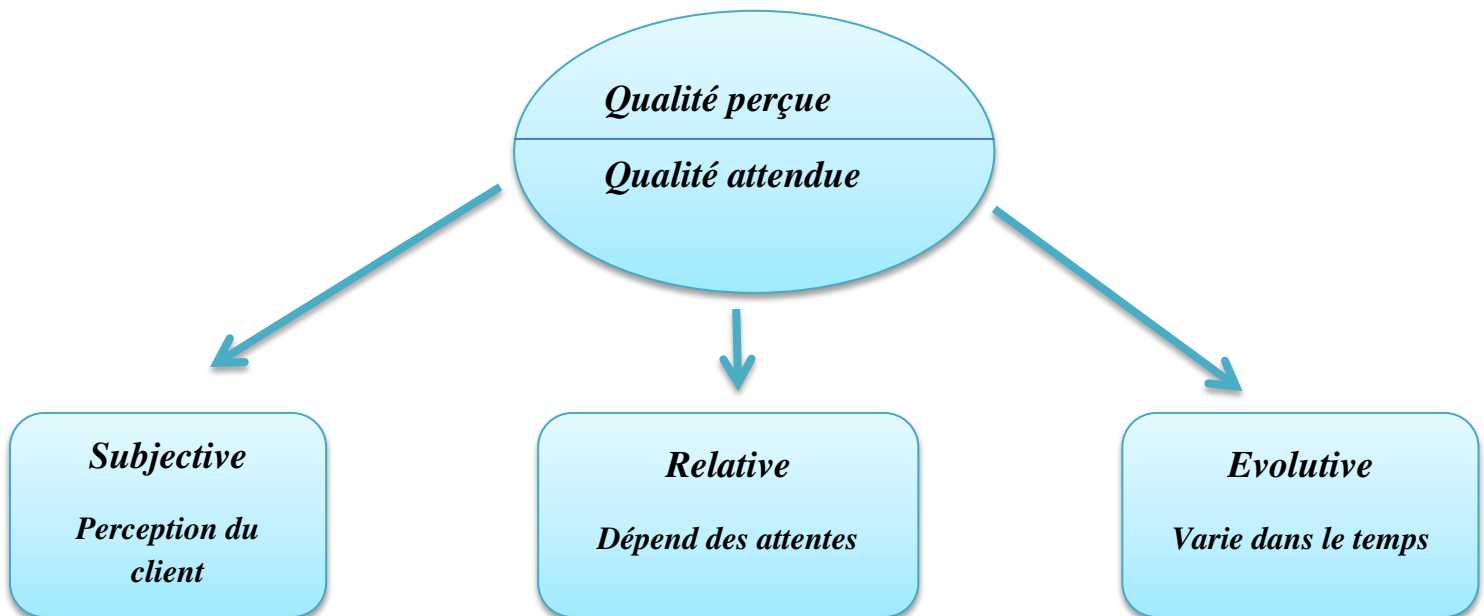 Qualité perçue
Qualité attendue
Subjective
Perception du
client
Relative
Dépend des attentes
Evolutive
Varie dans le temps